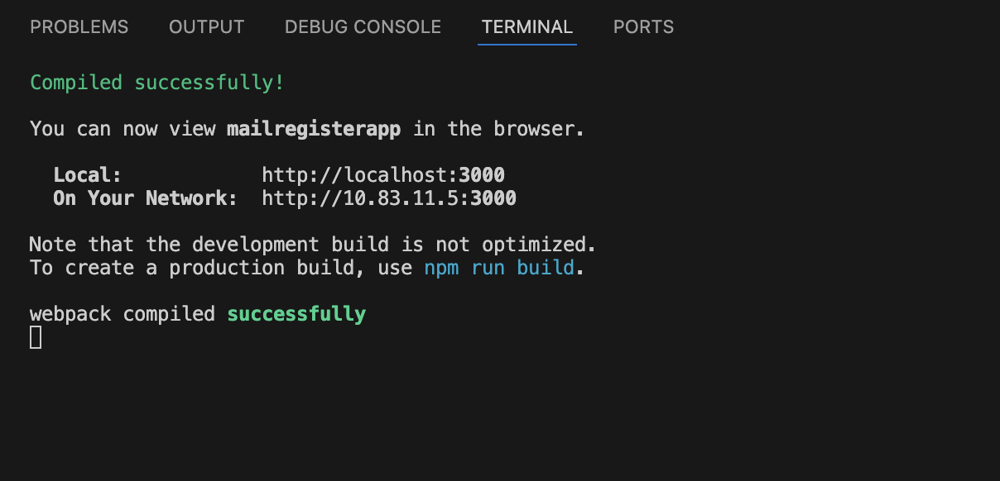 PROBLEMS OUTPUT DEBUG CONSOLE TERMINAL PORTS
Compiled successfully!
You can now view mailregisterapp in the browser.
Local: http://localhost:3000
On Your Network: http://10.83.11.5:3000
Note that the development build is not optimized.
To create a production build, use npm run build.
webpack compiled successfully